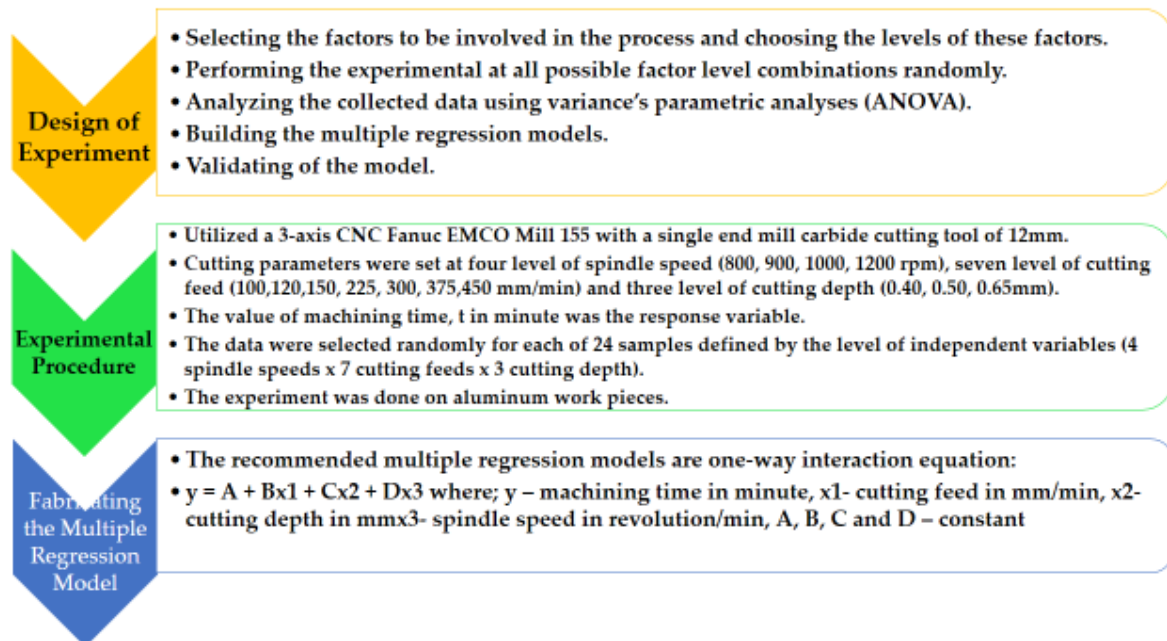 Design of
Experiment
• Selecting the factors to be involved in the process and choosing the levels of these factors.
• Performing the experimental at all possible factor level combinations randomly.
• Analyzing the collected data using variance's parametric analyses (ANOVA).
• Building the multiple regression models.
• Validating of the model.
Experimental
Procedure
• Utilized a 3-axis CNC Fanuc EMCO Mill 155 with a single end mill carbide cutting tool of 12mm.
• Cutting parameters were set at four level of spindle speed (800, 900, 1000, 1200 rpm), seven level of cutting
feed (100,120,150, 225, 300, 375,450 mm/min) and three level of cutting depth (0.40, 0.50, 0.65mm).
• The value of machining time, t in minute was the response variable.
• The data were selected randomly for each of 24 samples defined by the level of independent variables (4
spindle speeds x 7 cutting feeds x 3 cutting depth).
• The experiment was done on aluminum work pieces.
Fabricating
the Multiple
Regression
Model
• The recommended multiple regression models are one-way interaction equation:
• y = A + Bx1 + Cx2 + Dx3 where; y – machining time in minute, x1- cutting feed in mm/min, x2-
cutting depth in mmx3- spindle speed in revolution/min, A, B, C and D – constant